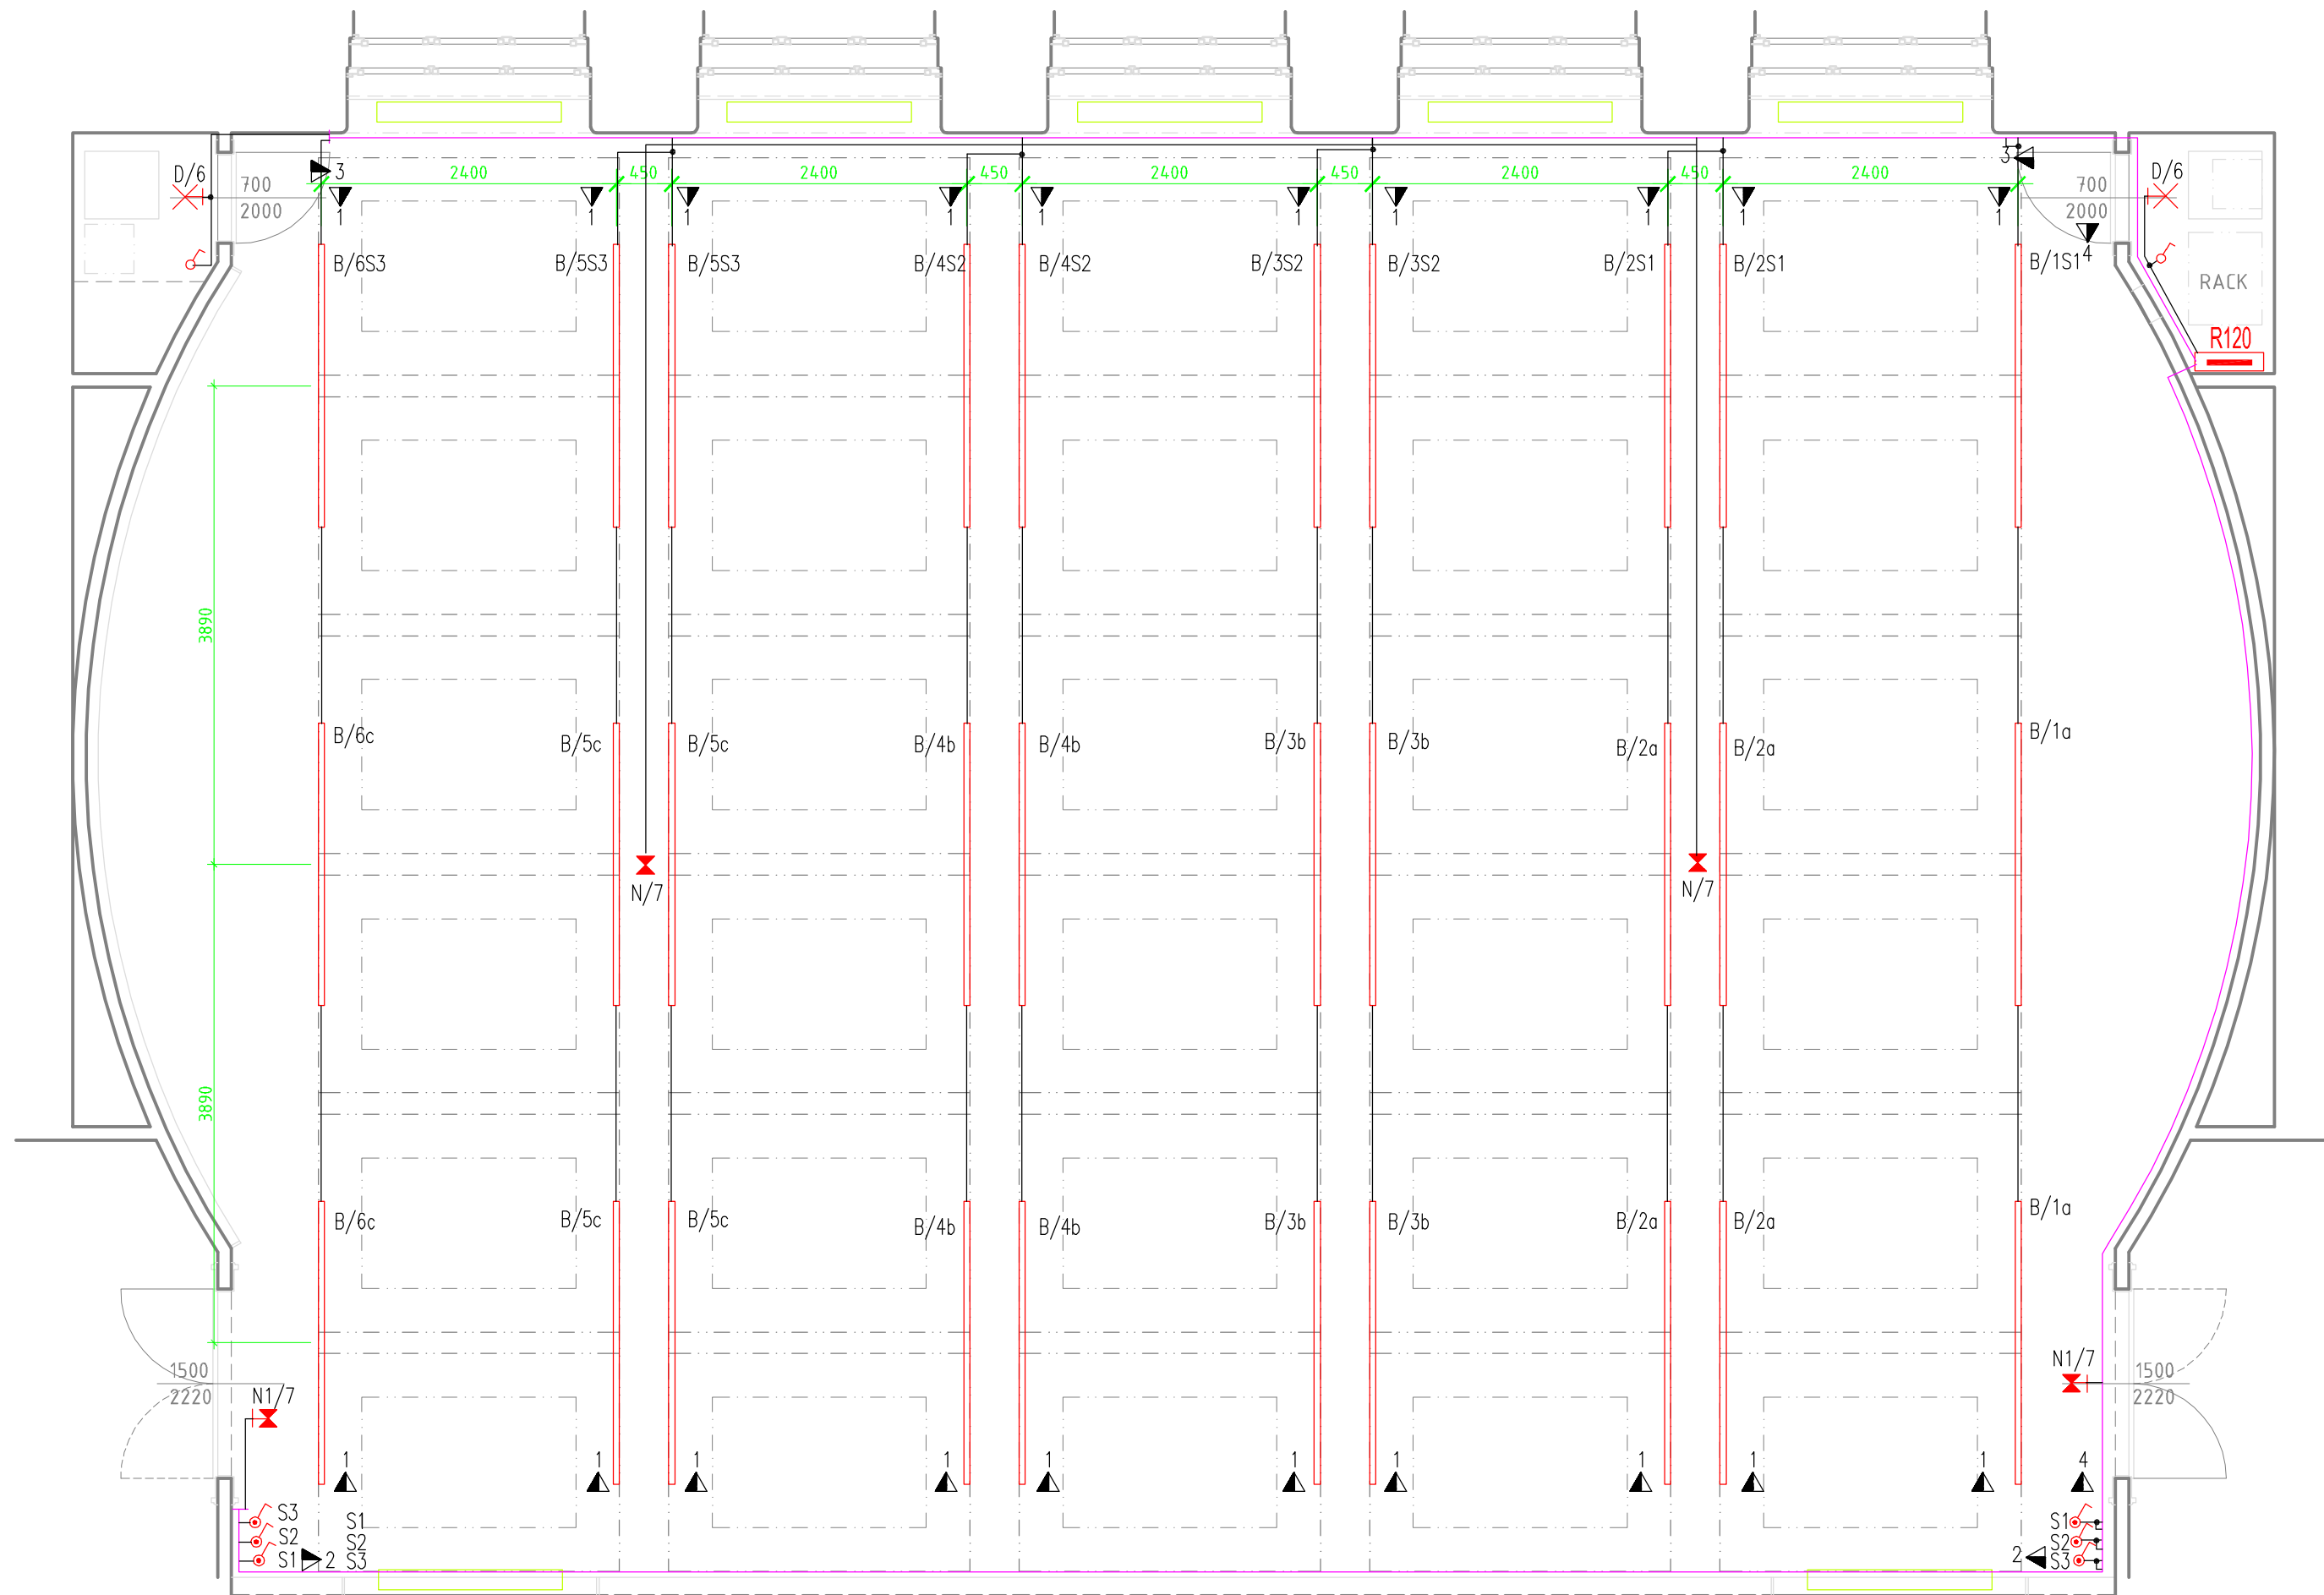 D/6
700
2000
3
2400
450
2400
450
2400
450
2400
450
2400
3
700
2000
D/6
1
1
1
1
1
1
1
1
1
1
4
B/6S3
B/5S3
B/5S3
B/4S2
B/4S2
B/3S2
B/3S2
B/2S1
B/2S1
B/1S1
RACK
R120
3890
B/6c
B/5c
B/5c
B/4b
B/4b
B/3b
B/3b
B/2a
B/2a
B/1a
N/7
N/7
3890
B/6c
B/5c
B/5c
B/4b
B/4b
B/3b
B/3b
B/2a
B/2a
B/1a
1500
2220
N1/7
N1/7
1500
2220
1
1
1
1
1
1
1
1
1
1
4
S3
S2
S1
2
S1
S2
S3
2
S1
S2
S3